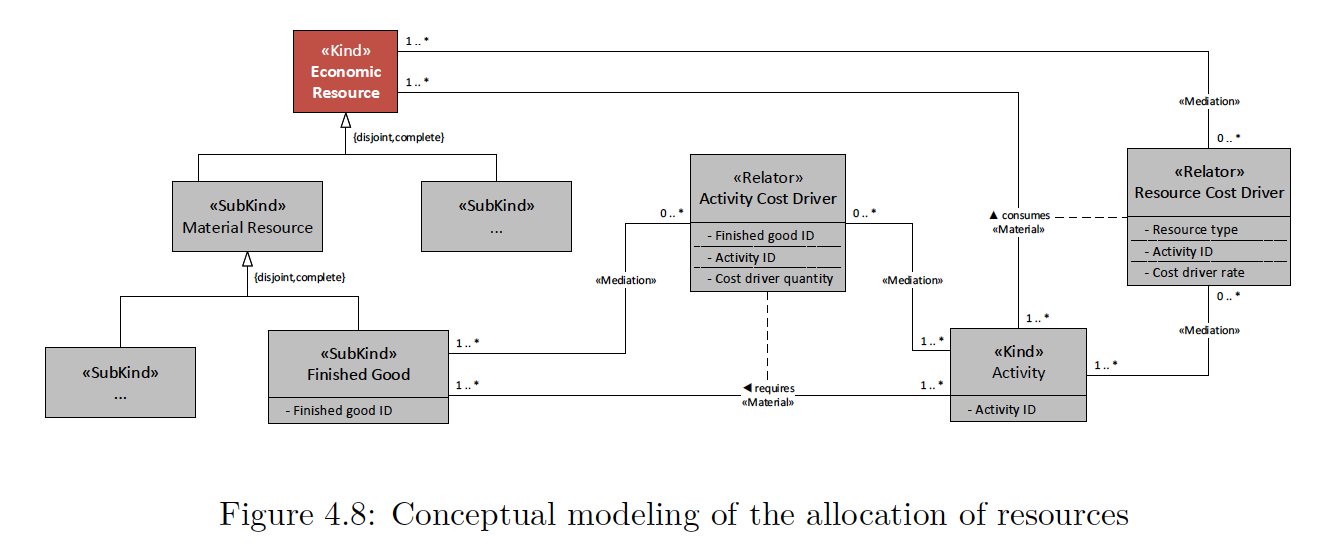 «Kind»
Economic
Resource
1 .. *
1 .. *
{disjoint,complete}
«Mediation»
0 .. *
«SubKind»
Material Resource
«SubKind»
...
{disjoint,complete}
«Relator»
Activity Cost Driver
- Finished good ID
- Activity ID
- Cost driver quantity
0 .. *
0 .. *
«Mediation»
«Mediation»
«Relator»
Resource Cost Driver
- Resource type
- Activity ID
- Cost driver rate
▲ consumes
«Material»
0 .. *
«Mediation»
«SubKind»
...
«SubKind»
Finished Good
- Finished good ID
1 .. *
1 .. *
◀ requires
«Material»
1 .. *
1 .. *
1 .. *
1 .. *
«Kind»
Activity
- Activity ID
Figure 4.8: Conceptual modeling of the allocation of resources